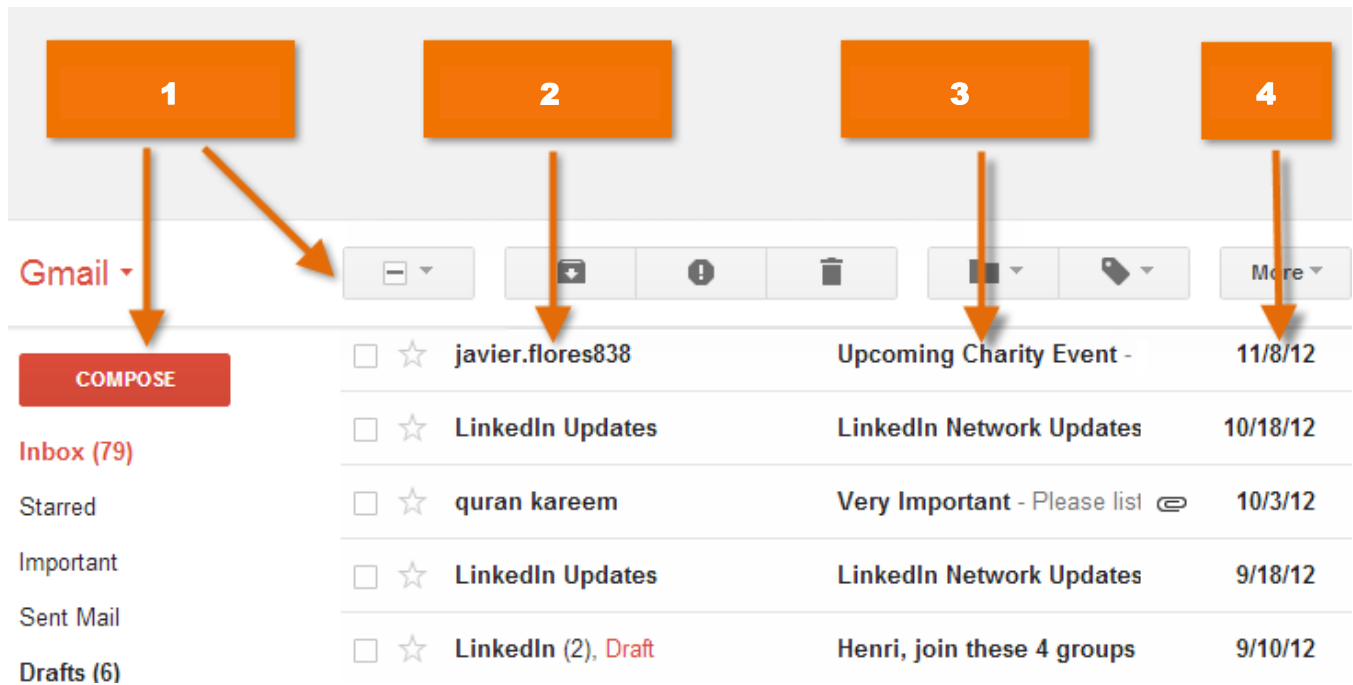 1 2 3 4
Gmail
More
COMPOSE
Inbox (79)
Starred
Important
Sent Mail
Drafts (6)
javier.flores838 Upcoming Charity Event - 11/8/12
LinkedIn Updates LinkedIn Network Updates 10/18/12
quran kareem Very Important - Please list 10/3/12
LinkedIn Updates LinkedIn Network Updates 9/18/12
LinkedIn (2), Draft Henri, join these 4 groups 9/10/12